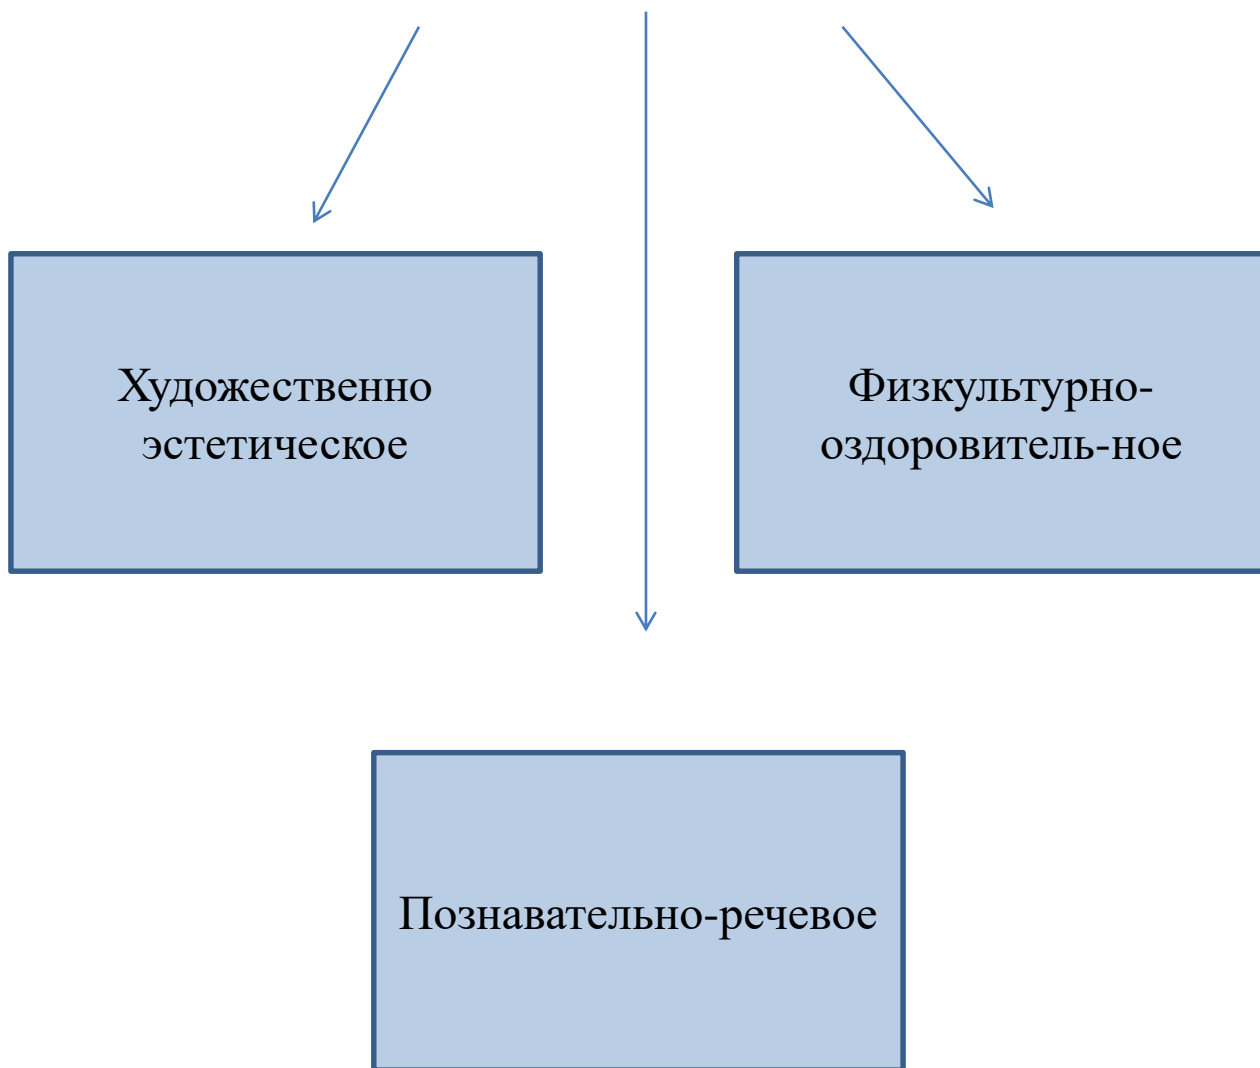 Художественно
эстетическое
Физкультурно-
оздоровитель-ное
Познавательно-речевое